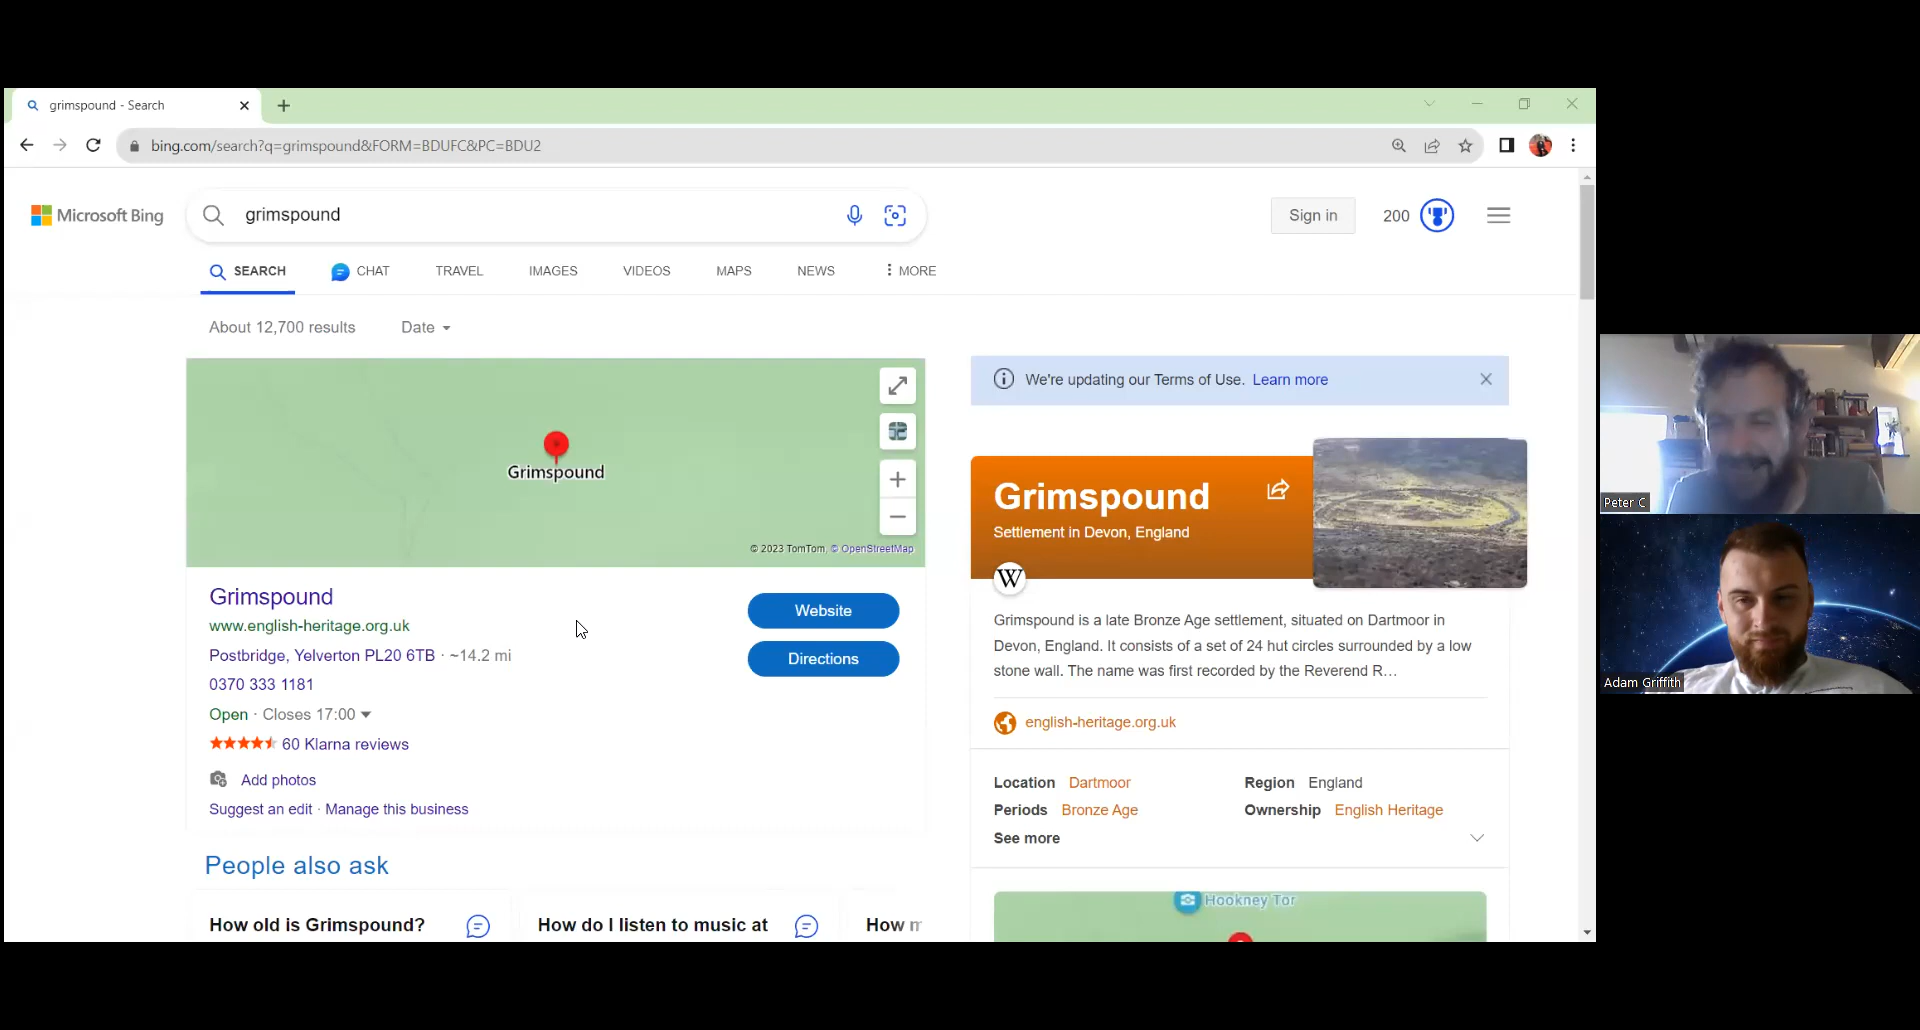 grimspound - Search
bing.com/search?q=grimspound&FORM=BDUFC&PC=BDU2
Microsoft Bing
grimspound
Sign in
200
SEARCH
CHAT
TRAVEL
IMAGES
VIDEOS
MAPS
NEWS
MORE
About 12,700 results
Date
Grimspound
© 2023 TomTom, © OpenStreetMap
Grimspound
www.english-heritage.org.uk
Postbridge, Yelverton PL20 6TB · ~14.2 mi
0370 333 1181
Open · Closes 17:00
60 Klarna reviews
Add photos
Suggest an edit · Manage this business
Website
Directions
People also ask
How old is Grimspound?
How do I listen to music at
How m
We're updating our Terms of Use. Learn more
Grimspound
Settlement in Devon, England
W
Grimspound is a late Bronze Age settlement, situated on Dartmoor in
Devon, England. It consists of a set of 24 hut circles surrounded by a low
stone wall. The name was first recorded by the Reverend R…
english-heritage.org.uk
Location Dartmoor
Region England
Periods Bronze Age
Ownership English Heritage
See more
Hookney Tor
Peter C
Adam Griffith